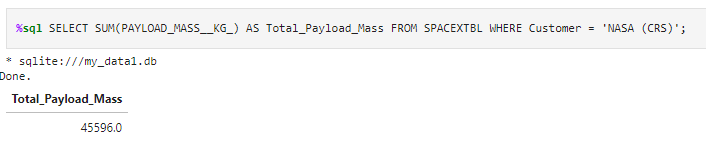 %sql SELECT SUM(PAYLOAD_MASS__KG_) AS Total_Payload_Mass FROM SPACEXTBL WHERE Customer = 'NASA (CRS)';
* sqlite:///my_data1.db
Done.
Total_Payload_Mass
45596.0